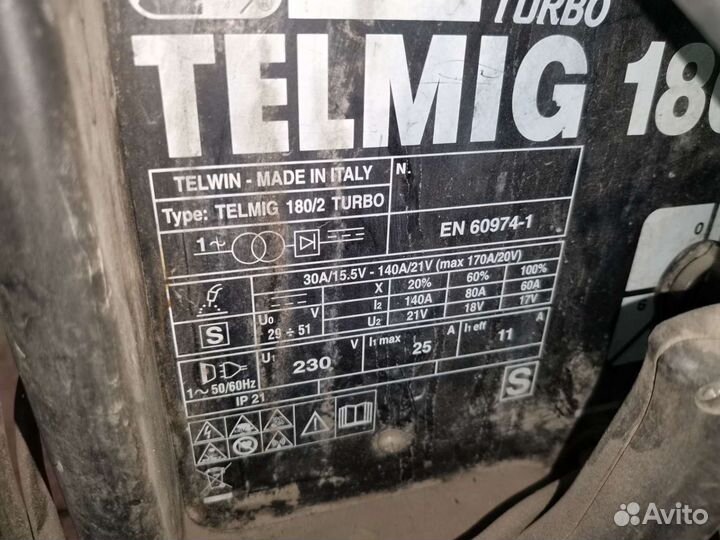 TURBO
TELMIG 180
TELWIN - MADE IN ITALY N.
Type: TELMIG 180/2 TURBO
EN 60974-1
1~
30A/15.5V - 140A/21V (max 170A/20V)
X 20% 60% 100%
I2 140A 80A 60A
S U0 V 29 ÷ 51 U2 21V 18V 17V
U1 230 V I1 max 25 A I1 eff 11 A
1~ 50/60Hz
IP 21
S
Avito